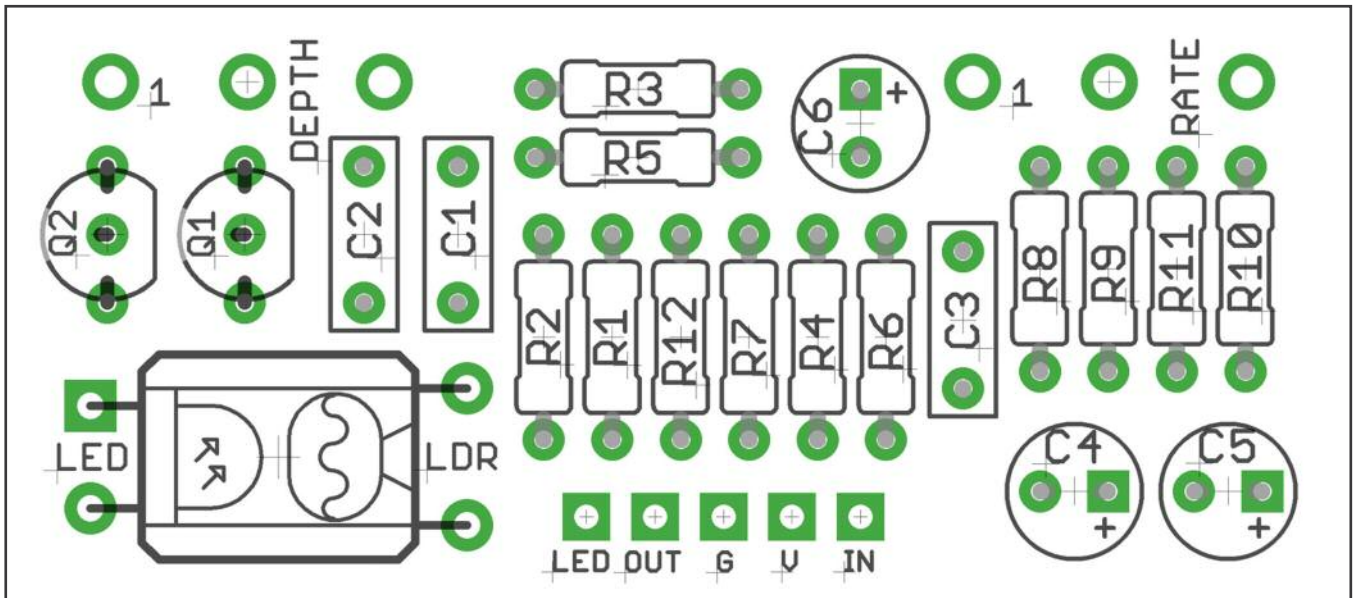 1
DEPTH
R3
R5
C6
+
1
RATE
Q2
Q1
C2
C1
R2
R1
R12
R7
R4
R6
C3
R8
R9
R11
R10
LED
LDR
C4
+
C5
+
LED OUT G V IN